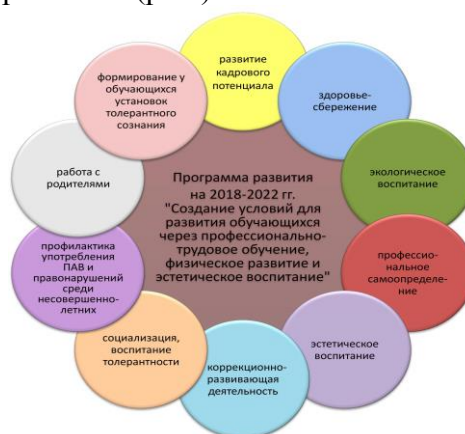 развитие
кадрового
потенциала
здоровье-
сбережение
экологическое
воспитание
профессио-
нальное
самоопределе-
ние
эстетическое
воспитание
коррекционно-
развивающая
деятельность
социализация,
воспитание
толерантности
профилактика
употребления
ПАВ и
правонарушений
среди
несовершенно-
летних
работа с
родителями
формирование у
обучающихся
установок
толерантного
сознания
Программа развития
на 2018-2022 гг.
"Создание условий для
развития обучающихся
через профессионально-
трудовое обучение,
физическое развитие и
эстетическое воспитание"